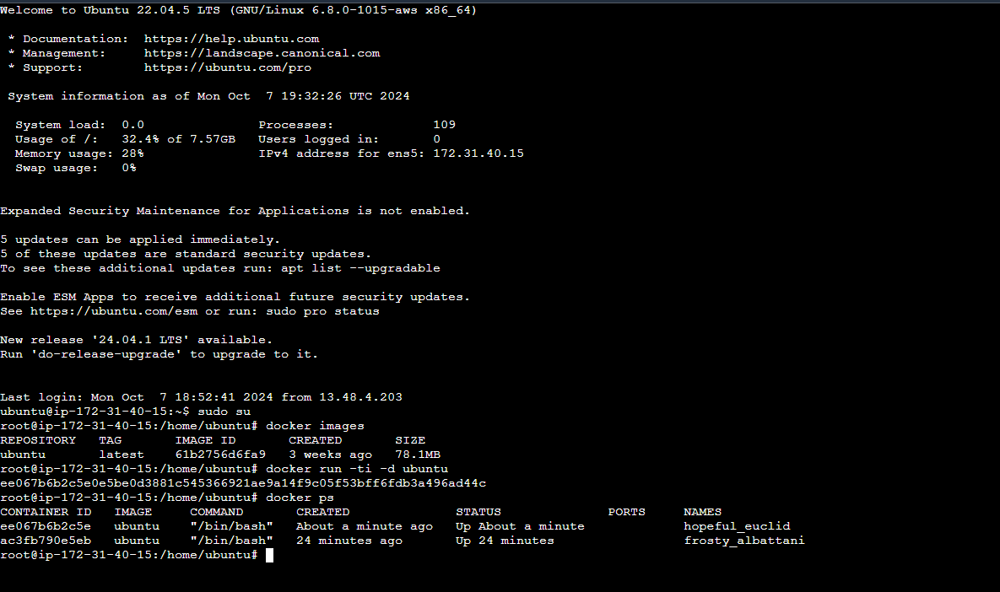 Welcome to Ubuntu 22.04.5 LTS (GNU/Linux 6.8.0-1015-aws x86_64)
* Documentation: https://help.ubuntu.com
* Management: https://landscape.canonical.com
* Support: https://ubuntu.com/pro
System information as of Mon Oct 7 19:32:26 UTC 2024
System load: 0.0 Processes: 109
Usage of /: 32.4% of 7.57GB Users logged in: 0
Memory usage: 28% IPv4 address for ens5: 172.31.40.15
Swap usage: 0%
Expanded Security Maintenance for Applications is not enabled.
5 updates can be applied immediately.
5 of these updates are standard security updates.
To see these additional updates run: apt list --upgradable
Enable ESM Apps to receive additional future security updates.
See https://ubuntu.com/esm or run: sudo pro status
New release '24.04.1 LTS' available.
Run 'do-release-upgrade' to upgrade to it.
Last login: Mon Oct 7 18:52:41 2024 from 13.48.4.203
ubuntu@ip-172-31-40-15:~$ sudo su
root@ip-172-31-40-15:/home/ubuntu# docker images
REPOSITORY TAG IMAGE ID CREATED SIZE
ubuntu latest 61b2756d6fa9 3 weeks ago 78.1MB
root@ip-172-31-40-15:/home/ubuntu# docker run -ti -d ubuntu
ee067b6b2c5e0e5be0d3881c545366921ae9a14f9c05f53bff6fdb3a496ad44c
root@ip-172-31-40-15:/home/ubuntu# docker ps
CONTAINER ID IMAGE COMMAND CREATED STATUS PORTS NAMES
ee067b6b2c5e ubuntu "/bin/bash" About a minute ago Up About a minute hopeful_euclid
ac3fb790e5eb ubuntu "/bin/bash" 24 minutes ago Up 24 minutes frosty_albattani
root@ip-172-31-40-15:/home/ubuntu#